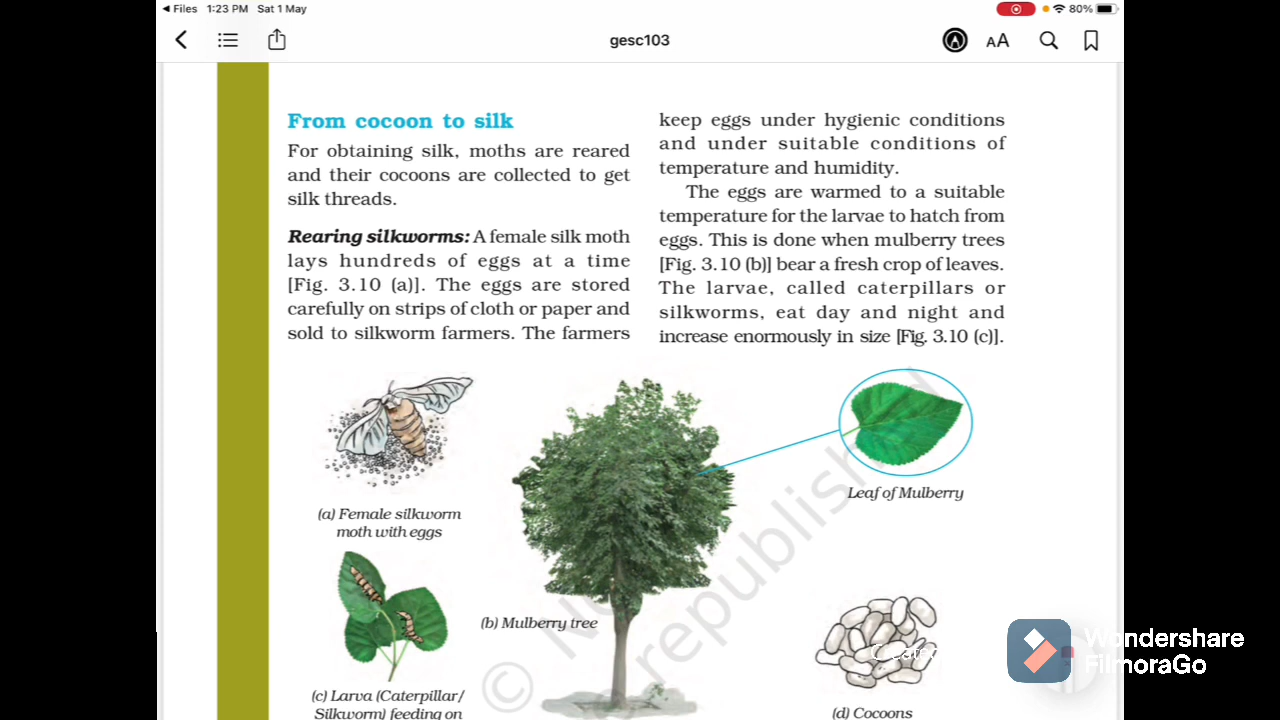 Files 1:23 PM Sat 1 May
80%
gesc103
AA
From cocoon to silk
For obtaining silk, moths are reared
and their cocoons are collected to get
silk threads.
Rearing silkworms: A female silk moth
lays hundreds of eggs at a time
[Fig. 3.10 (a)]. The eggs are stored
carefully on strips of cloth or paper and
sold to silkworm farmers. The farmers
keep eggs under hygienic conditions
and under suitable conditions of
temperature and humidity.
The eggs are warmed to a suitable
temperature for the larvae to hatch from
eggs. This is done when mulberry trees
[Fig. 3.10 (b)] bear a fresh crop of leaves.
The larvae, called caterpillars or
silkworms, eat day and night and
increase enormously in size [Fig. 3.10 (c)].
(a) Female silkworm
moth with eggs
Leaf of Mulberry
(b) Mulberry tree
(c) Larva (Caterpillar/
Silkworm) feeding on
(d) Cocoons
© No
republished
Created
Wondershare
FilmoraGo